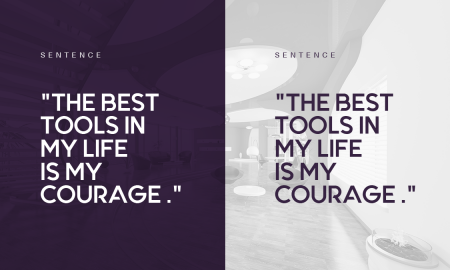 SENTENCE
"THE BEST
TOOLS IN
MY LIFE
IS MY
COURAGE ."
SENTENCE
"THE BEST
TOOLS IN
MY LIFE
IS MY
COURAGE ."